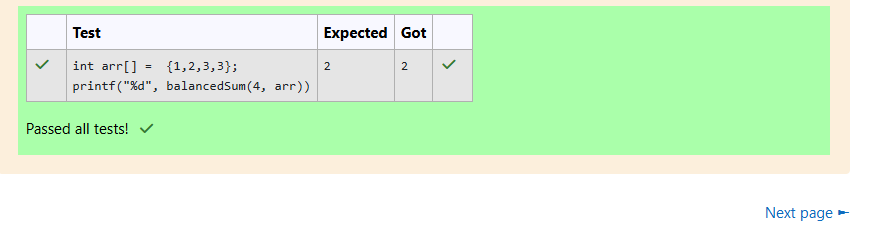 Test Expected Got
int arr[] =  {1,2,3,3}; 2 2
printf("%d", balancedSum(4, arr))
Passed all tests!
Next page